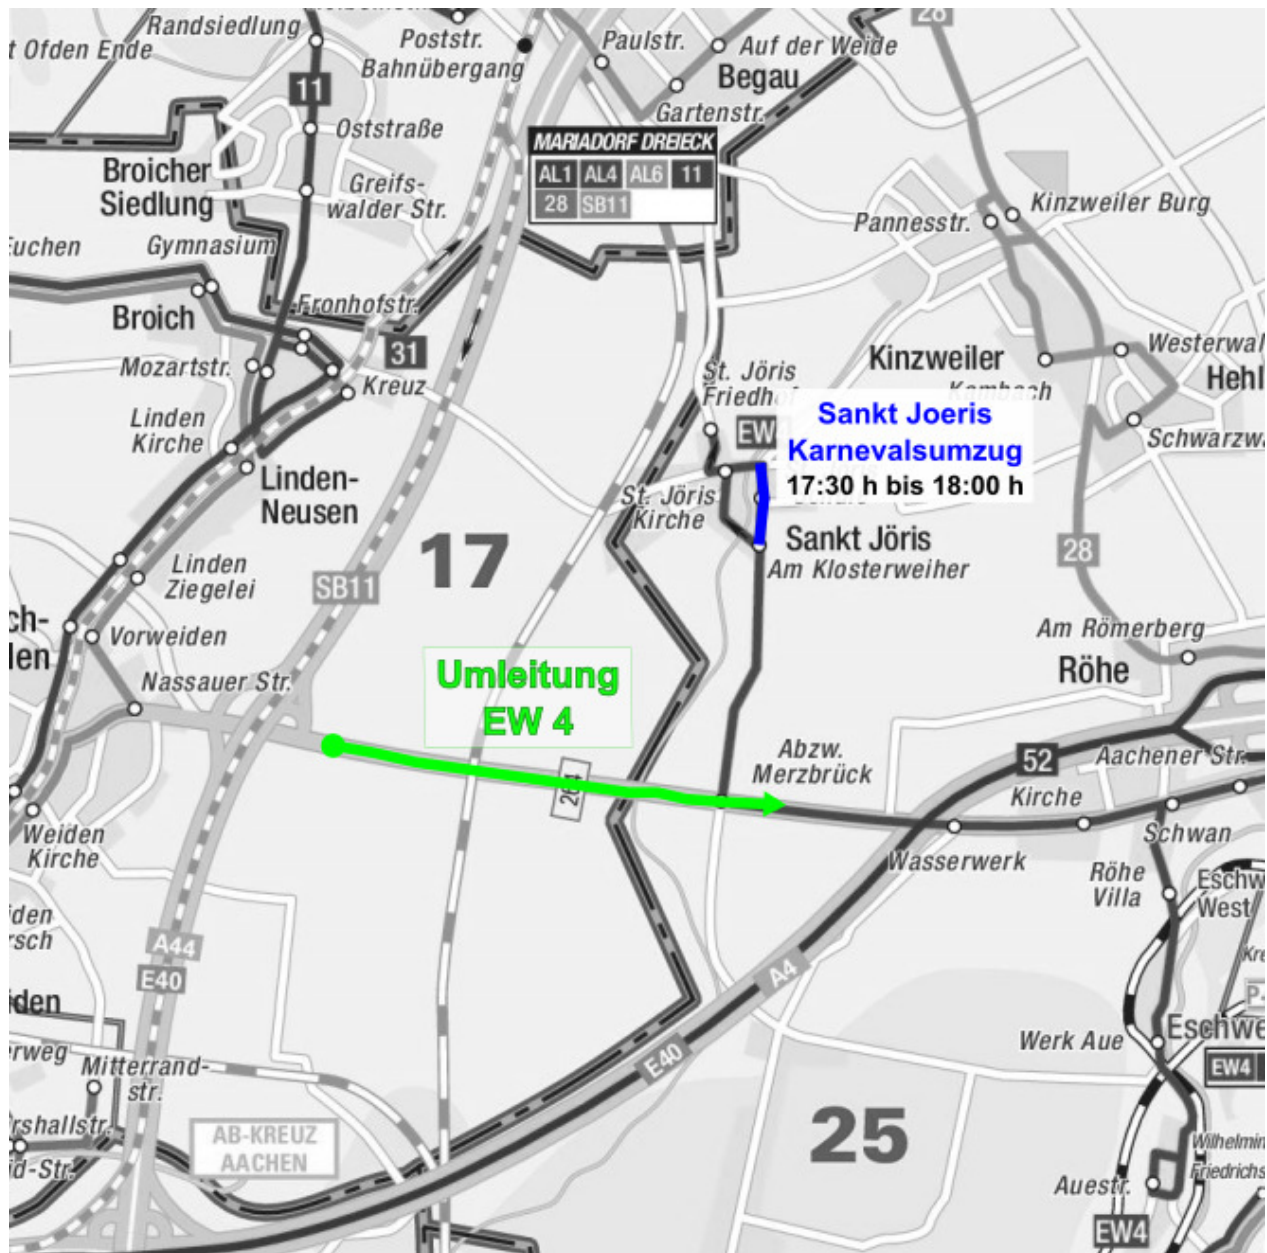 28
Randsiedlung
Poststr.
Paulstr.
Auf der Weide
Ofden Ende
Bahnübergang
Begau
11
Gartenstr.
Oststraße
MARIADORF DREIECK
Broicher
Siedlung
AL1 AL4 AL6 11
28 SB11
Greifs-
walder Str.
Kinzweiler Burg
Pannesstr.
Gymnasium
Fronhofstr.
Broich
31
Mozartstr.
Kreuz
Kinzweiler
Kambach
St. Jöris
Friedhof
Linden
Kirche
EW
Sankt Joeris
Karnevalsumzug
17:30 h bis 18:00 h
Linden-
Neusen
St. Jöris
Kirche
Sankt Jöris
Am Klosterweiher
17
28
Linden
Ziegelei
SB11
Vorweiden
Am Römerberg
Röhe
Nassauer Str.
Umleitung
EW 4
Abzw.
Merzbrück
52
Aachener Str.
Kirche
Weiden
Kirche
Schwan
Wasserwerk
Röhe
Villa
West
A44
E40
A4
Werk Aue
E40
EW4
Mitterrand-
str.
AB-KREUZ
AACHEN
25
Auestr.
EW4